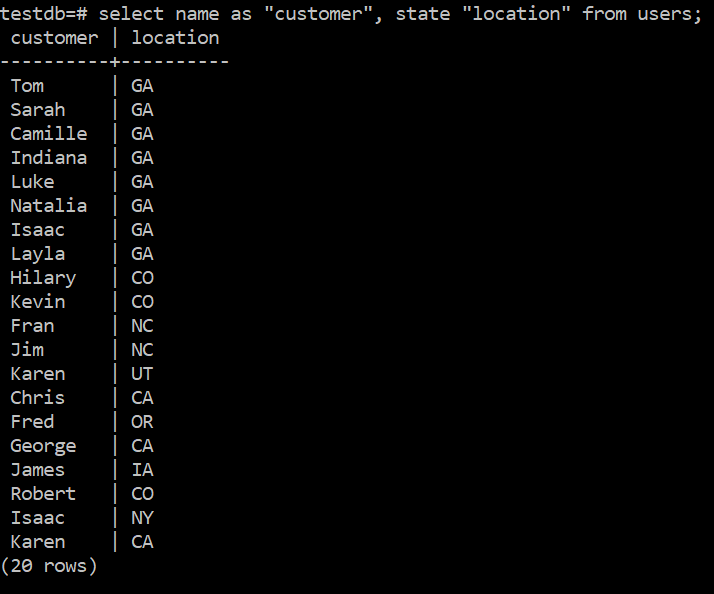 testdb=# select name as "customer", state "location" from users;
 customer | location
----------+----------
 Tom      | GA
 Sarah    | GA
 Camille  | GA
 Indiana  | GA
 Luke     | GA
 Natalia  | GA
 Isaac    | GA
 Layla    | GA
 Hilary   | CO
 Kevin    | CO
 Fran     | NC
 Jim      | NC
 Karen    | UT
 Chris    | CA
 Fred     | OR
 George   | CA
 James    | IA
 Robert   | CO
 Isaac    | NY
 Karen    | CA
(20 rows)